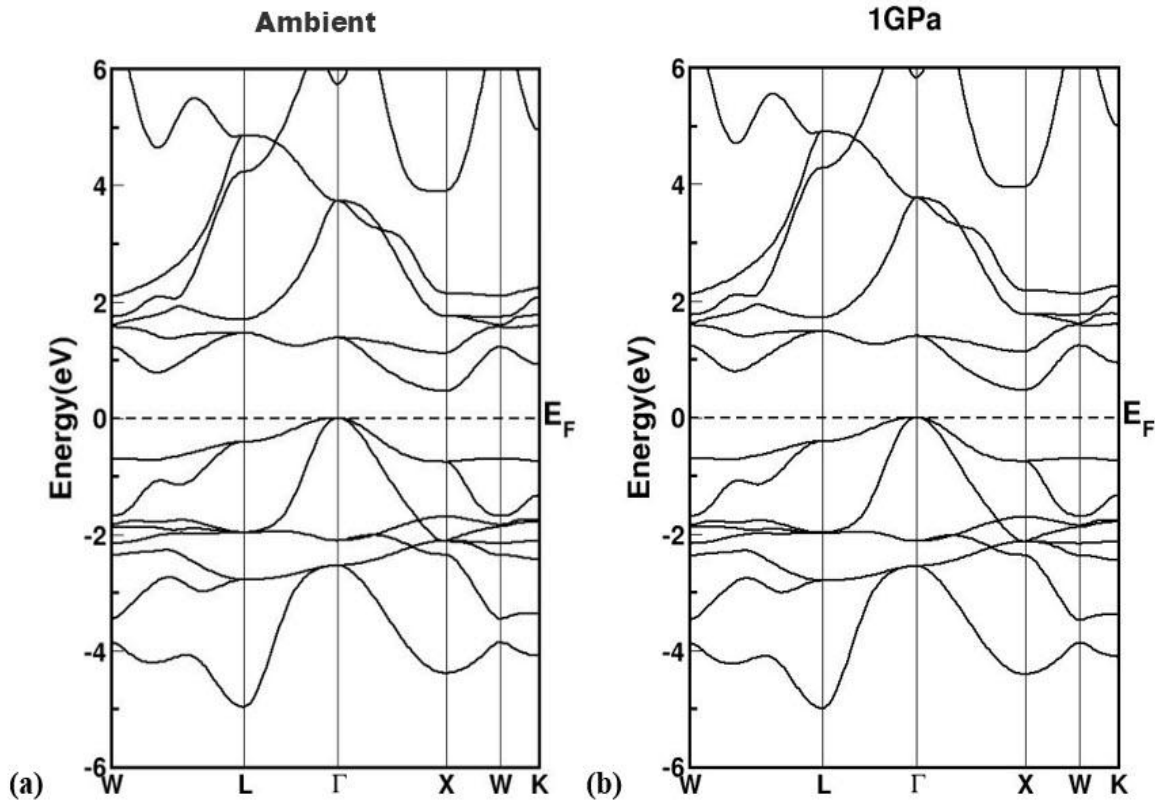 Ambient
6
4
2
0
-2
-4
-6
Energy(eV)
E_F
W L Γ X W K
(a)
1GPa
6
4
2
0
-2
-4
-6
Energy(eV)
E_F
W L Γ X W K
(b)